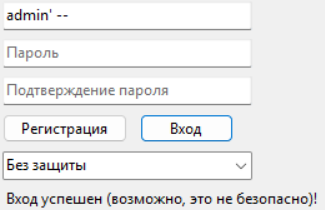 admin' --
Пароль
Подтверждение пароля
Регистрация Вход
Без защиты
Вход успешен (возможно, это не безопасно)!